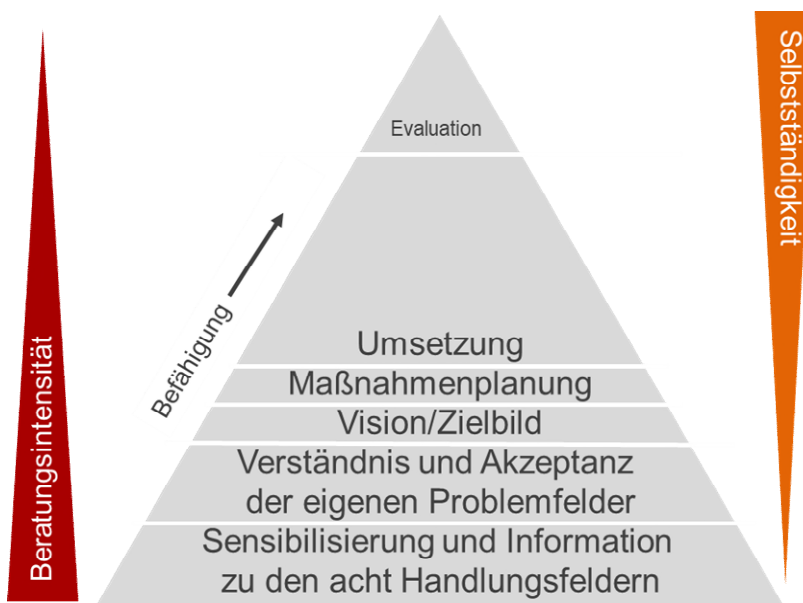 Selbstständigkeit
Evaluation
Befähigung
Umsetzung
Maßnahmenplanung
Vision/Zielbild
Verständnis und Akzeptanz
der eigenen Problemfelder
Sensibilisierung und Information
zu den acht Handlungsfeldern
Beratungsintensität